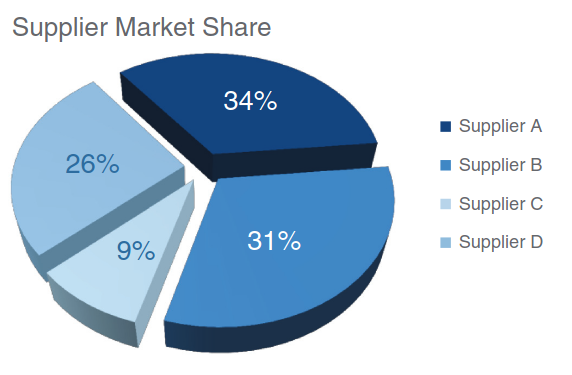 Supplier Market Share
34%
26%
9%
31%
Supplier A
Supplier B
Supplier C
Supplier D